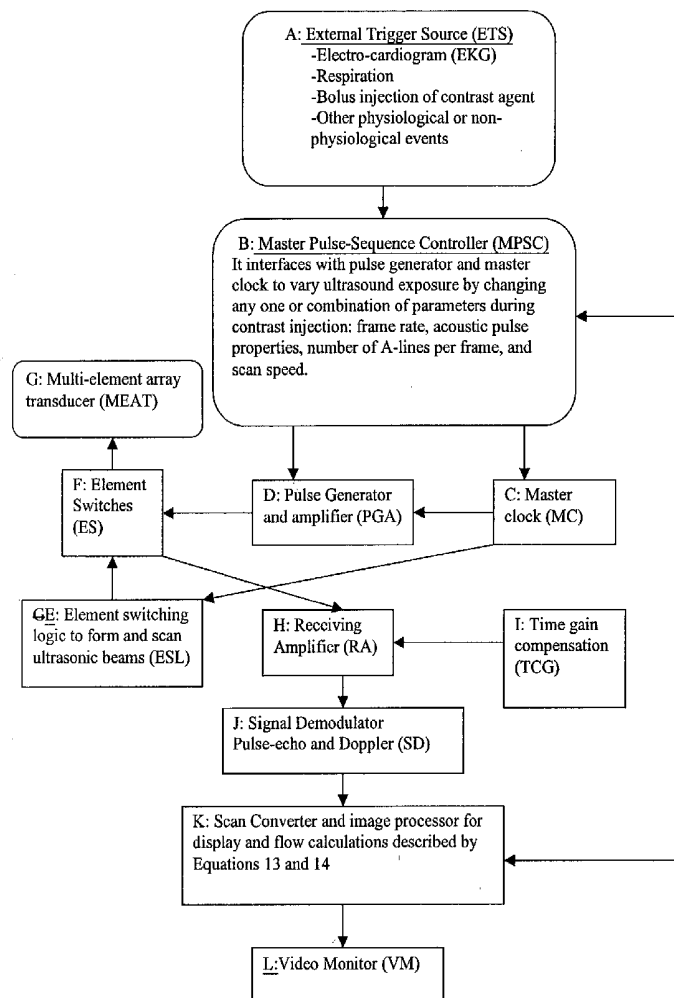 A: External Trigger Source (ETS)
-Electro-cardiogram (EKG)
-Respiration
-Bolus injection of contrast agent
-Other physiological or non-
physiological events
B: Master Pulse-Sequence Controller (MPSC)
It interfaces with pulse generator and master
clock to vary ultrasound exposure by changing
any one or combination of parameters during
contrast injection: frame rate, acoustic pulse
properties, number of A-lines per frame, and
scan speed.
G: Multi-element array
transducer (MEAT)
F: Element
Switches
(ES)
D: Pulse Generator
and amplifier (PGA)
C: Master
clock (MC)
GE: Element switching
logic to form and scan
ultrasonic beams (ESL)
H: Receiving
Amplifier (RA)
I: Time gain
compensation
(TCG)
J: Signal Demodulator
Pulse-echo and Doppler (SD)
K: Scan Converter and image processor for
display and flow calculations described by
Equations 13 and 14
L:Video Monitor (VM)